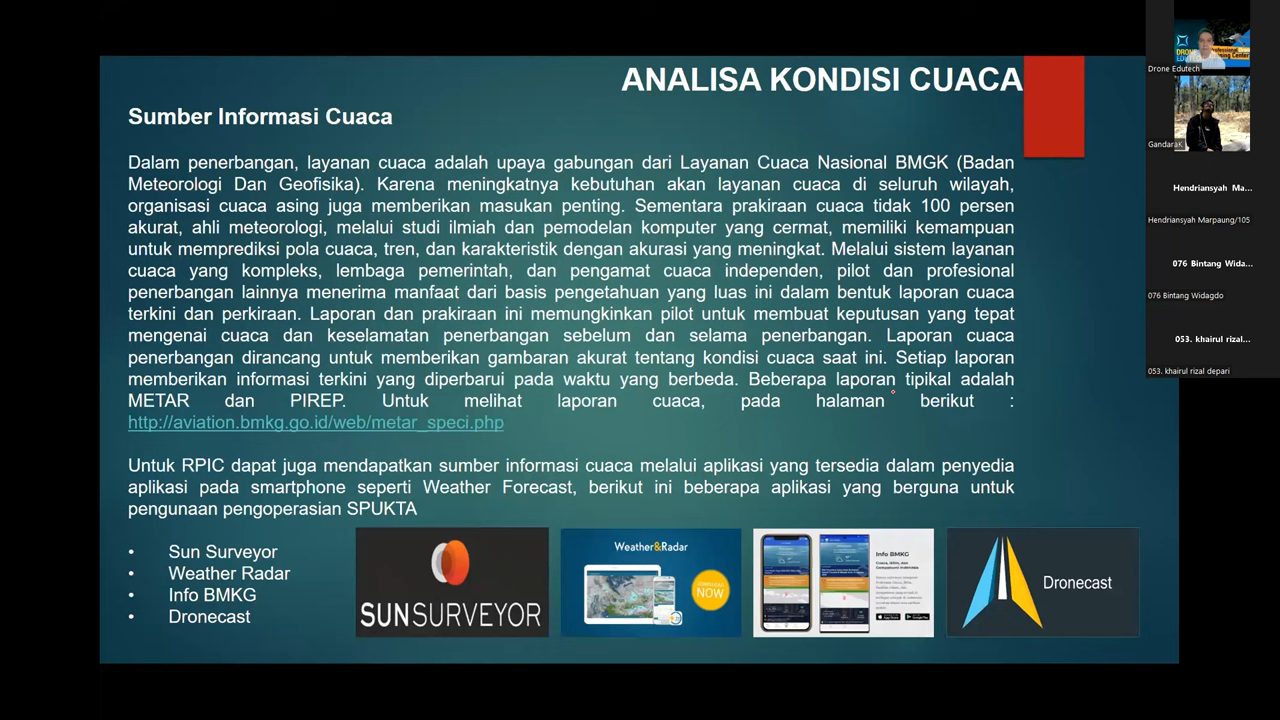 ANALISA KONDISI CUACA
Sumber Informasi Cuaca
Dalam penerbangan, layanan cuaca adalah upaya gabungan dari Layanan Cuaca Nasional BMGK (Badan
Meteorologi Dan Geofisika). Karena meningkatnya kebutuhan akan layanan cuaca di seluruh wilayah,
organisasi cuaca asing juga memberikan masukan penting. Sementara prakiraan cuaca tidak 100 persen
akurat, ahli meteorologi, melalui studi ilmiah dan pemodelan komputer yang cermat, memiliki kemampuan
untuk memprediksi pola cuaca, tren, dan karakteristik dengan akurasi yang meningkat. Melalui sistem layanan
cuaca yang kompleks, lembaga pemerintah, dan pengamat cuaca independen, pilot dan profesional
penerbangan lainnya menerima manfaat dari basis pengetahuan yang luas ini dalam bentuk laporan cuaca
terkini dan perkiraan. Laporan dan prakiraan ini memungkinkan pilot untuk membuat keputusan yang tepat
mengenai cuaca dan keselamatan penerbangan sebelum dan selama penerbangan. Laporan cuaca
penerbangan dirancang untuk memberikan gambaran akurat tentang kondisi cuaca saat ini. Setiap laporan
memberikan informasi terkini yang diperbarui pada waktu yang berbeda. Beberapa laporan tipikal adalah
METAR dan PIREP. Untuk melihat laporan cuaca, pada halaman berikut :
http://aviation.bmkg.go.id/web/metar_speci.php
Untuk RPIC dapat juga mendapatkan sumber informasi cuaca melalui aplikasi yang tersedia dalam penyedia
aplikasi pada smartphone seperti Weather Forecast, berikut ini beberapa aplikasi yang berguna untuk
pengunaan pengoperasian SPUKTA
• Sun Surveyor
• Weather Radar
• Info BMKG
• Dronecast
SUNSURVEYOR
Weather&Radar
DOWNLOAD
NOW
Info BMKG
Dronecast
Drone Edutech
GandaraK
Hendriansyah Ma...
Hendriansyah Marpaung/105
076 Bintang Wida...
076 Bintang Widagdo
053. khairul rizal...
053. khairul rizal depari